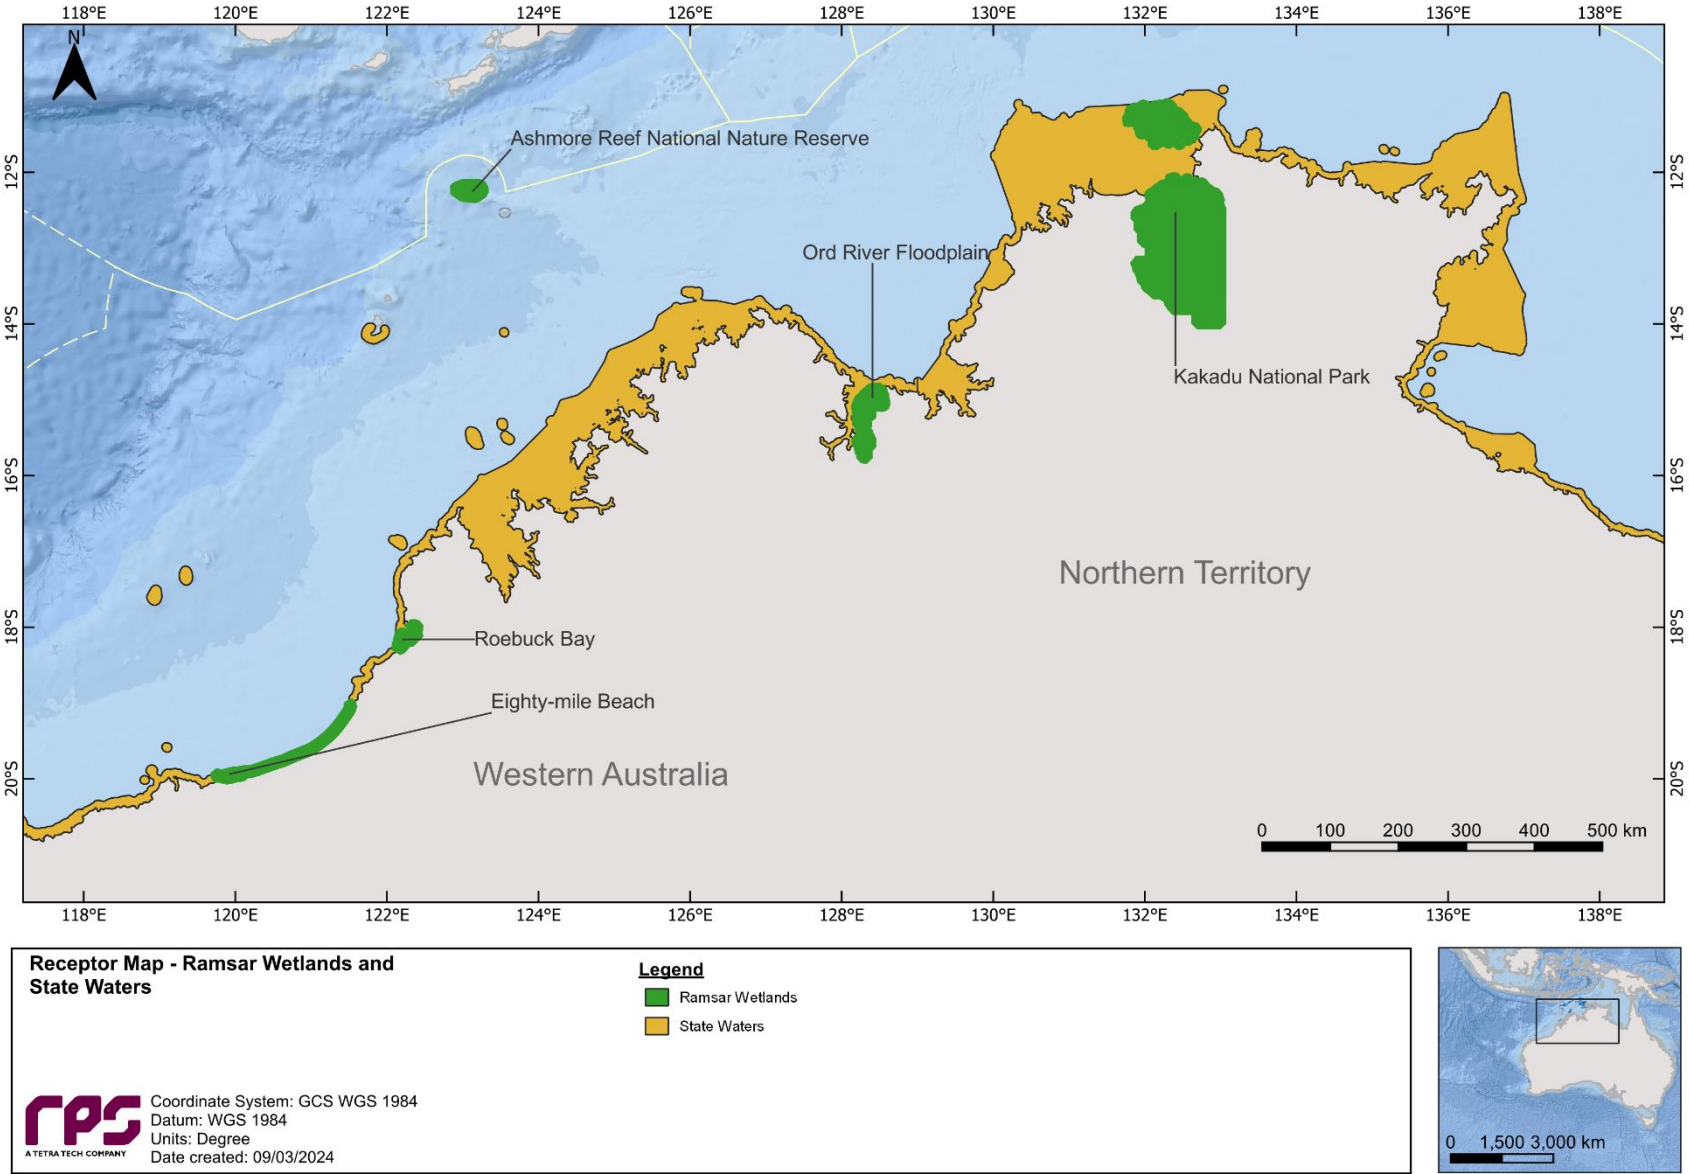 118°E 120°E 122°E 124°E 126°E 128°E 130°E 132°E 134°E 136°E 138°E
N
Ashmore Reef National Nature Reserve
12°S 12°S
Ord River Floodplain
14°S 14°S
Kakadu National Park
16°S 16°S
Northern Territory
18°S 18°S
Roebuck Bay
Eighty-mile Beach
Western Australia
20°S 20°S
0 100 200 300 400 500 km
118°E 120°E 122°E 124°E 126°E 128°E 130°E 132°E 134°E 136°E 138°E
Receptor Map - Ramsar Wetlands and
State Waters
Legend
Ramsar Wetlands
State Waters
rps
A TETRA TECH COMPANY
Coordinate System: GCS WGS 1984
Datum: WGS 1984
Units: Degree
Date created: 09/03/2024
0 1,500 3,000 km